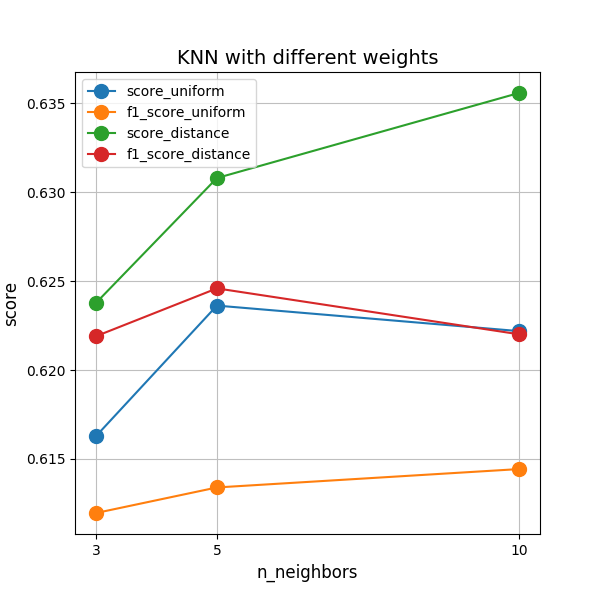 KNN with different weights
score_uniform
f1_score_uniform
score_distance
f1_score_distance
0.635
0.630
0.625
0.620
0.615
score
3 5 10
n_neighbors